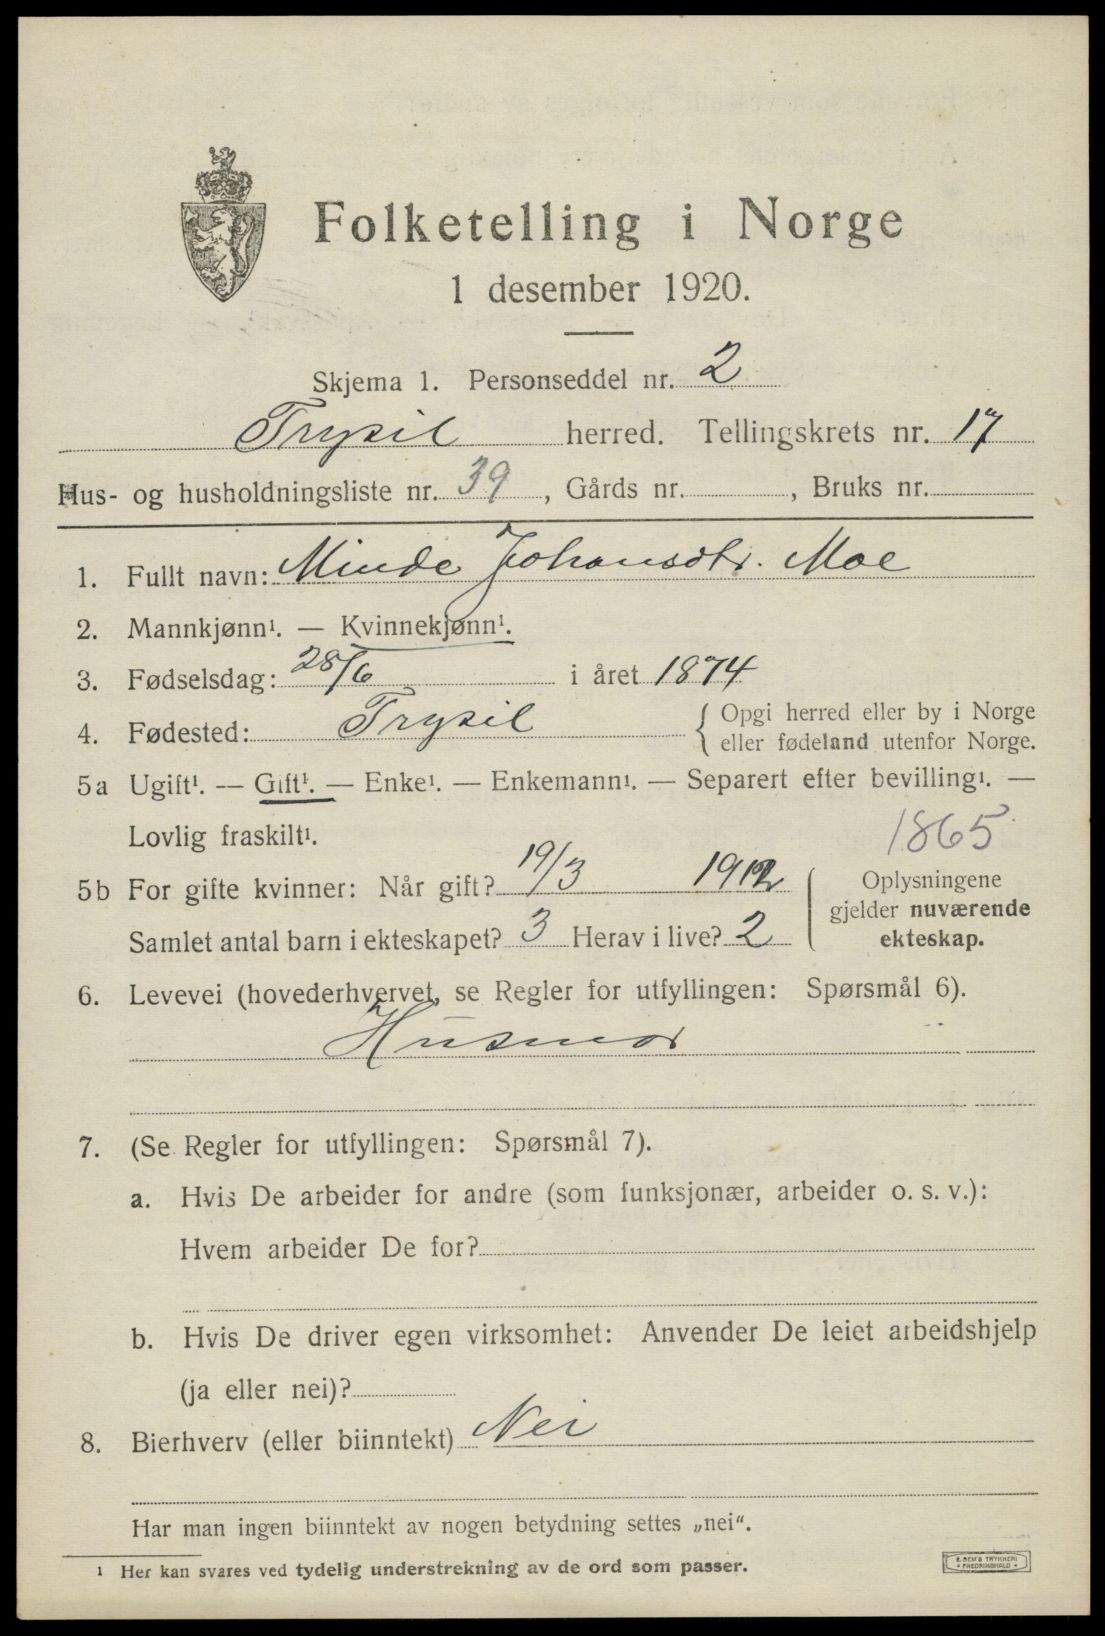 Folketelling i Norge
1 desember 1920.
Skjema 1. Personseddel nr. 2
Trysil herred. Tellingskrets nr. 17
Hus- og husholdningsliste nr. 39, Gårds nr. , Bruks nr.
1. Fullt navn: Minde Johansdtr. Moe
2. Mannkjønn¹. — Kvinnekjønn¹.
3. Fødselsdag: 28/6 i året 1874
4. Fødested: Trysil { Opgi herred eller by i Norge
eller fødeland utenfor Norge.
5a Ugift¹. — Gift¹. — Enke¹. — Enkemann¹. — Separert efter bevilling¹. —
Lovlig fraskilt¹.
1865
5b For gifte kvinner: Når gift? 19/3 1912
Samlet antal barn i ekteskapet? 3 Herav i live? 2
Oplysningene
gjelder nuværende
ekteskap.
6. Levevei (hovederhvervet, se Regler for utfyllingen: Spørsmål 6).
Husmor
7. (Se Regler for utfyllingen: Spørsmål 7).
a. Hvis De arbeider for andre (som funksjonær, arbeider o. s. v.):
Hvem arbeider De for?
b. Hvis De driver egen virksomhet: Anvender De leiet arbeidshjelp
(ja eller nei)?
8. Bierhverv (eller biinntekt) Nei
Har man ingen biinntekt av nogen betydning settes „nei“.
¹ Her kan svares ved tydelig understrekning av de ord som passer.
E. SEM'S TRYKKERI
FREDRIKSHALD